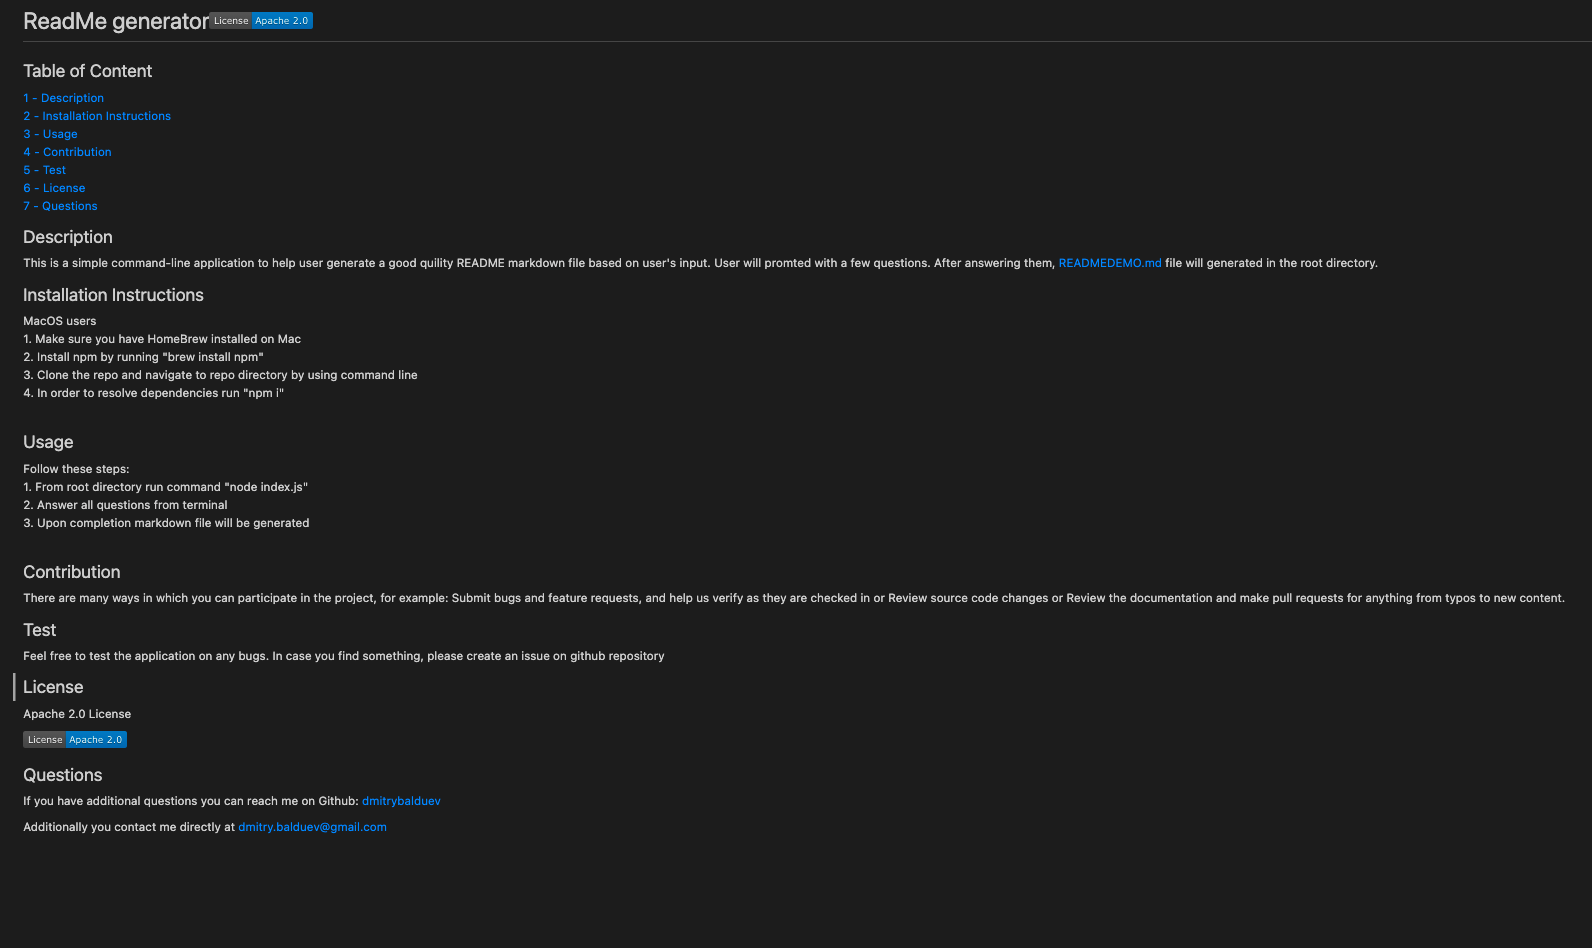 ReadMe generator License Apache 2.0
Table of Content
1 - Description
2 - Installation Instructions
3 - Usage
4 - Contribution
5 - Test
6 - License
7 - Questions
Description
This is a simple command-line application to help user generate a good quility README markdown file based on user's input. User will promted with a few questions. After answering them, READMEDEMO.md file will generated in the root directory.
Installation Instructions
MacOS users
1. Make sure you have HomeBrew installed on Mac
2. Install npm by running "brew install npm"
3. Clone the repo and navigate to repo directory by using command line
4. In order to resolve dependencies run "npm i"
Usage
Follow these steps:
1. From root directory run command "node index.js"
2. Answer all questions from terminal
3. Upon completion markdown file will be generated
Contribution
There are many ways in which you can participate in the project, for example: Submit bugs and feature requests, and help us verify as they are checked in or Review source code changes or Review the documentation and make pull requests for anything from typos to new content.
Test
Feel free to test the application on any bugs. In case you find something, please create an issue on github repository
License
Apache 2.0 License
License Apache 2.0
Questions
If you have additional questions you can reach me on Github: dmitrybalduev
Additionally you contact me directly at dmitry.balduev@gmail.com